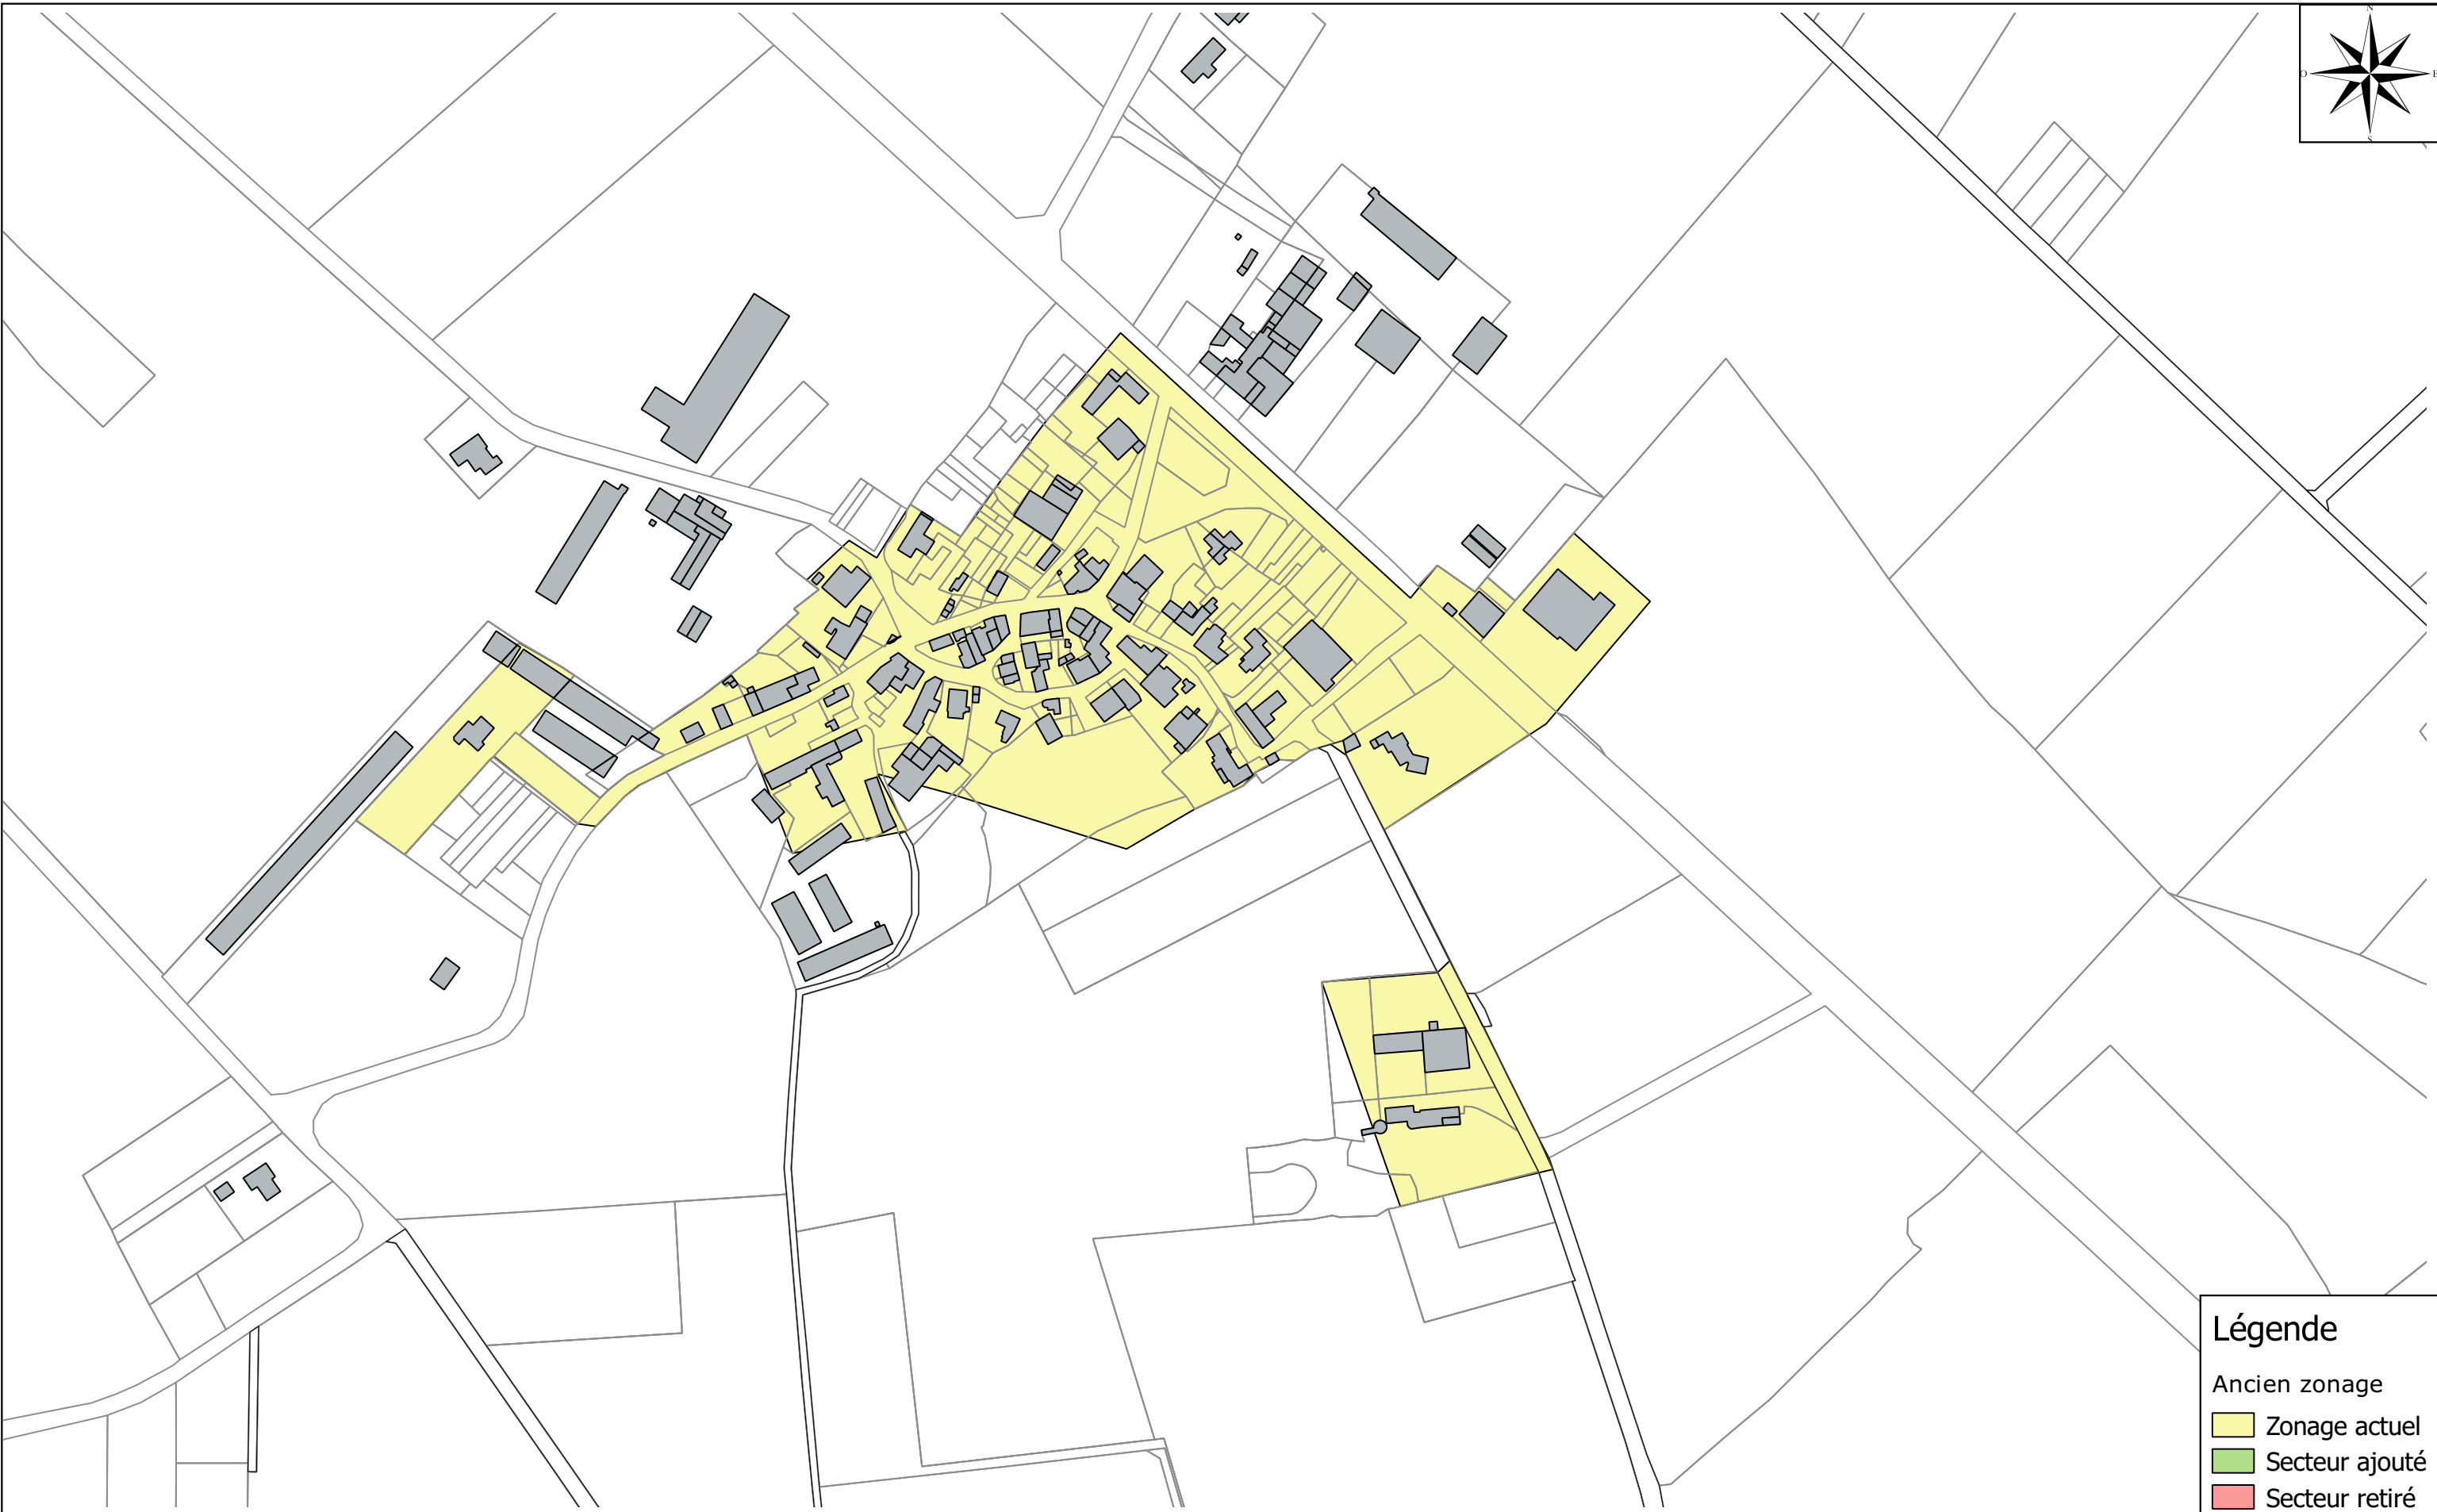 N
O
E
S
Légende
Ancien zonage
Zonage actuel
Secteur ajouté
Secteur retiré